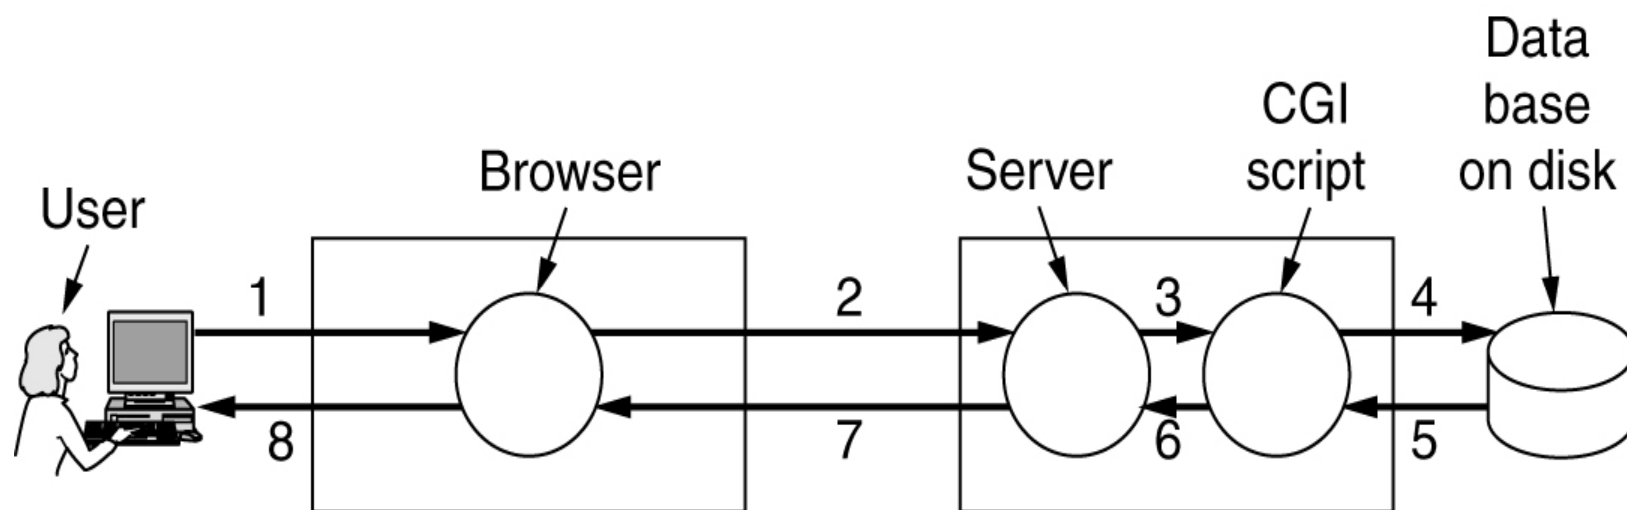 User
Browser
Server
CGI
script
Data
base
on disk
1
2
3
4
8
7
6
5